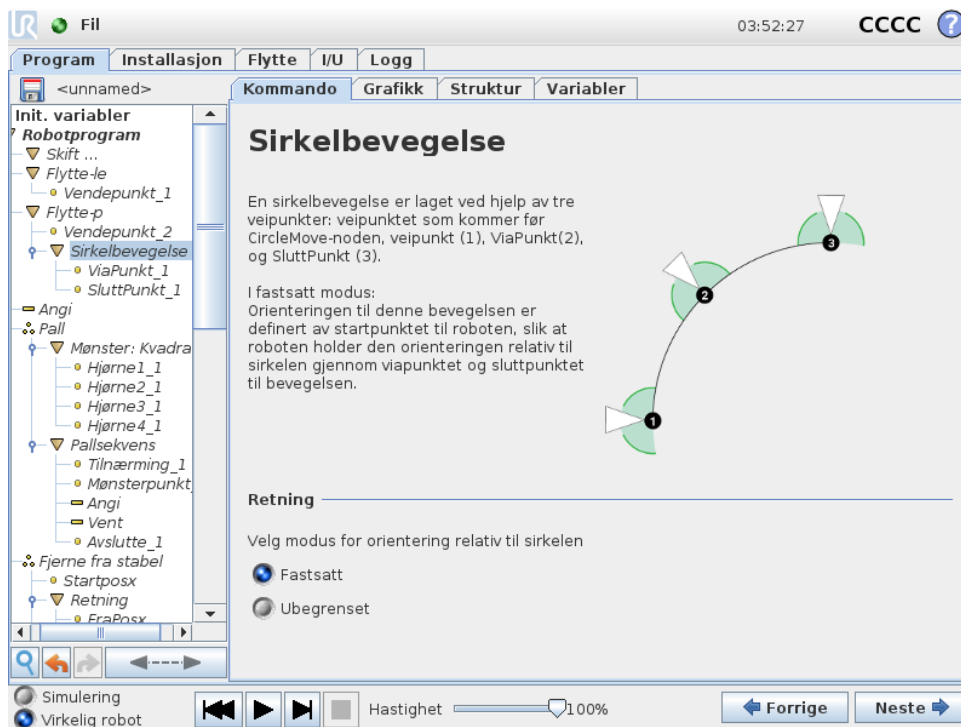 UR Fil 03:52:27 CCCC ?
Program Installasjon Flytte I/U Logg
<unnamed>
Kommando Grafikk Struktur Variabler
Init. variabler
Robotprogram
Skift ...
Flytte-le
Vendepunkt_1
Flytte-p
Vendepunkt_2
Sirkelbevegelse
ViaPunkt_1
SluttPunkt_1
Angi
Pall
Mønster: Kvadra
Hjørne1_1
Hjørne2_1
Hjørne3_1
Hjørne4_1
Pallsekvens
Tilnærming_1
Mønsterpunkt_
Angi
Vent
Avslutte_1
Fjerne fra stabel
Startposx
Retning
FraPosx
Sirkelbevegelse
En sirkelbevegelse er laget ved hjelp av tre
veipunkter: veipunktet som kommer før
CircleMove-noden, veipunkt (1), ViaPunkt(2),
og SluttPunkt (3).
I fastsatt modus:
Orienteringen til denne bevegelsen er
definert av startpunktet til roboten, slik at
roboten holder den orienteringen relativ til
sirkelen gjennom viapunktet og sluttpunktet
til bevegelsen.
3
2
1
Retning
Velg modus for orientering relativ til sirkelen
Fastsatt
Ubegrenset
Simulering
Virkelig robot
Hastighet 100%
Forrige Neste